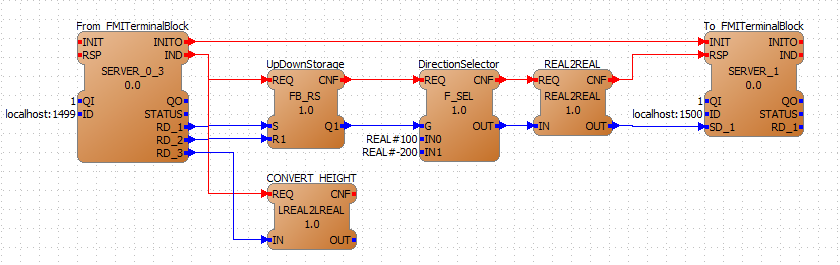 From_FMITerminalBlock
INIT INITO
RSP IND
SERVER_0_3
0.0
1 QI QO
localhost:1499 ID STATUS
RD_1
RD_2
RD_3
UpDownStorage
REQ CNF
FB_RS
1.0
S Q1
R1
DirectionSelector
REQ CNF
F_SEL
1.0
G OUT
REAL#100 IN0
REAL#-200 IN1
REAL2REAL
REQ CNF
REAL2REAL
1.0
IN OUT
To_FMITerminalBlock
INIT INITO
RSP IND
SERVER_1
0.0
1 QI QO
localhost:1500 ID STATUS
SD_1 RD_1
CONVERT_HEIGHT
REQ CNF
LREAL2LREAL
1.0
IN OUT